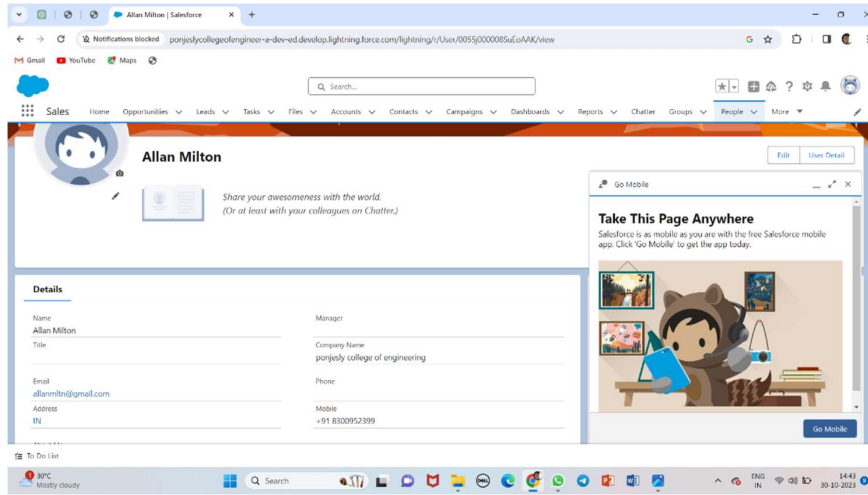 Allan Milton | Salesforce
Notifications blocked ponjeslycollegeofengineer-a-dev-ed.develop.lightning.force.com/lightning/r/User/0055j000008SuEoAAK/view
Gmail YouTube Maps
Search...
Sales Home Opportunities Leads Tasks Files Accounts Contacts Campaigns Dashboards Reports Chatter Groups People More
Allan Milton
Edit User Detail
Share your awesomeness with the world.
(Or at least with your colleagues on Chatter.)
Go Mobile
Take This Page Anywhere
Salesforce is as mobile as you are with the free Salesforce mobile
app. Click 'Go Mobile' to get the app today.
Details
Name Manager
Allan Milton
Title Company Name
ponjesly college of engineering
Email Phone
allanmltn@gmail.com
Address Mobile
IN +91 8300952399
Go Mobile
To Do List
1 30°C
Mostly cloudy
Search
ENG
IN
14:43
30-10-2023